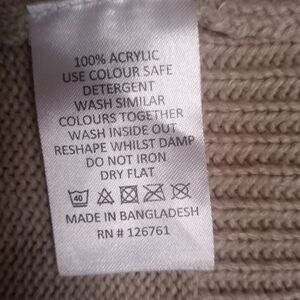 100% ACRYLIC
USE COLOUR SAFE
DETERGENT
WASH SIMILAR
COLOURS TOGETHER
WASH INSIDE OUT
RESHAPE WHILST DAMP
DO NOT IRON
DRY FLAT
40
MADE IN BANGLADESH
RN # 126761